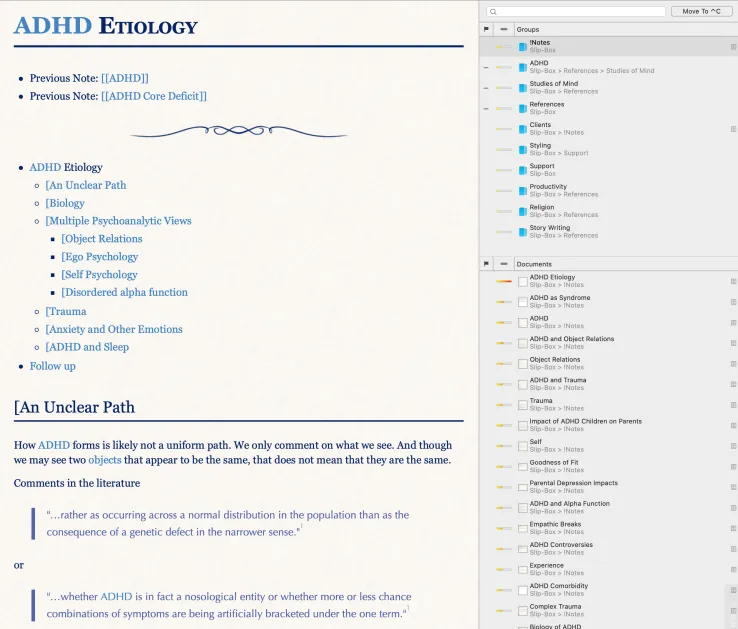 ADHD Etiology
Previous Note: [[ADHD]]
Previous Note: [[ADHD Core Deficit]]
ADHD Etiology
[An Unclear Path
[Biology
[Multiple Psychoanalytic Views
[Object Relations
[Ego Psychology
[Self Psychology
[Disordered alpha function
[Trauma
[Anxiety and Other Emotions
[ADHD and Sleep
Follow up
[An Unclear Path
How ADHD forms is likely not a uniform path. We only comment on what we see. And though
we may see two objects that appear to be the same, that does not mean that they are the same.
Comments in the literature
"…rather as occurring across a normal distribution in the population than as the
consequence of a genetic defect in the narrower sense."1
or
"…whether ADHD is in fact a nosological entity or whether more or less chance
combinations of symptoms are being artificially bracketed under the one term."1
Move To ^C
Groups
!Notes
Slip-Box
ADHD
Slip-Box > References > Studies of Mind
Studies of Mind
Slip-Box > References
References
Slip-Box
Clients
Slip-Box > !Notes
Styling
Slip-Box > Support
Support
Slip-Box
Productivity
Slip-Box > References
Religion
Slip-Box > References
Story Writing
Slip-Box > References
Documents
ADHD Etiology
Slip-Box > !Notes
ADHD as Syndrome
Slip-Box > !Notes
ADHD
Slip-Box > !Notes
ADHD and Object Relations
Slip-Box > !Notes
Object Relations
Slip-Box > !Notes
ADHD and Trauma
Slip-Box > !Notes
Trauma
Slip-Box > !Notes
Impact of ADHD Children on Parents
Slip-Box > !Notes
Self
Slip-Box > !Notes
Goodness of Fit
Slip-Box > !Notes
Parental Depression Impacts
Slip-Box > !Notes
ADHD and Alpha Function
Slip-Box > !Notes
Empathic Breaks
Slip-Box > !Notes
ADHD Controversies
Slip-Box > !Notes
Experience
Slip-Box > !Notes
ADHD Comorbidity
Slip-Box > !Notes
Complex Trauma
Slip-Box > !Notes
Biology of ADHD